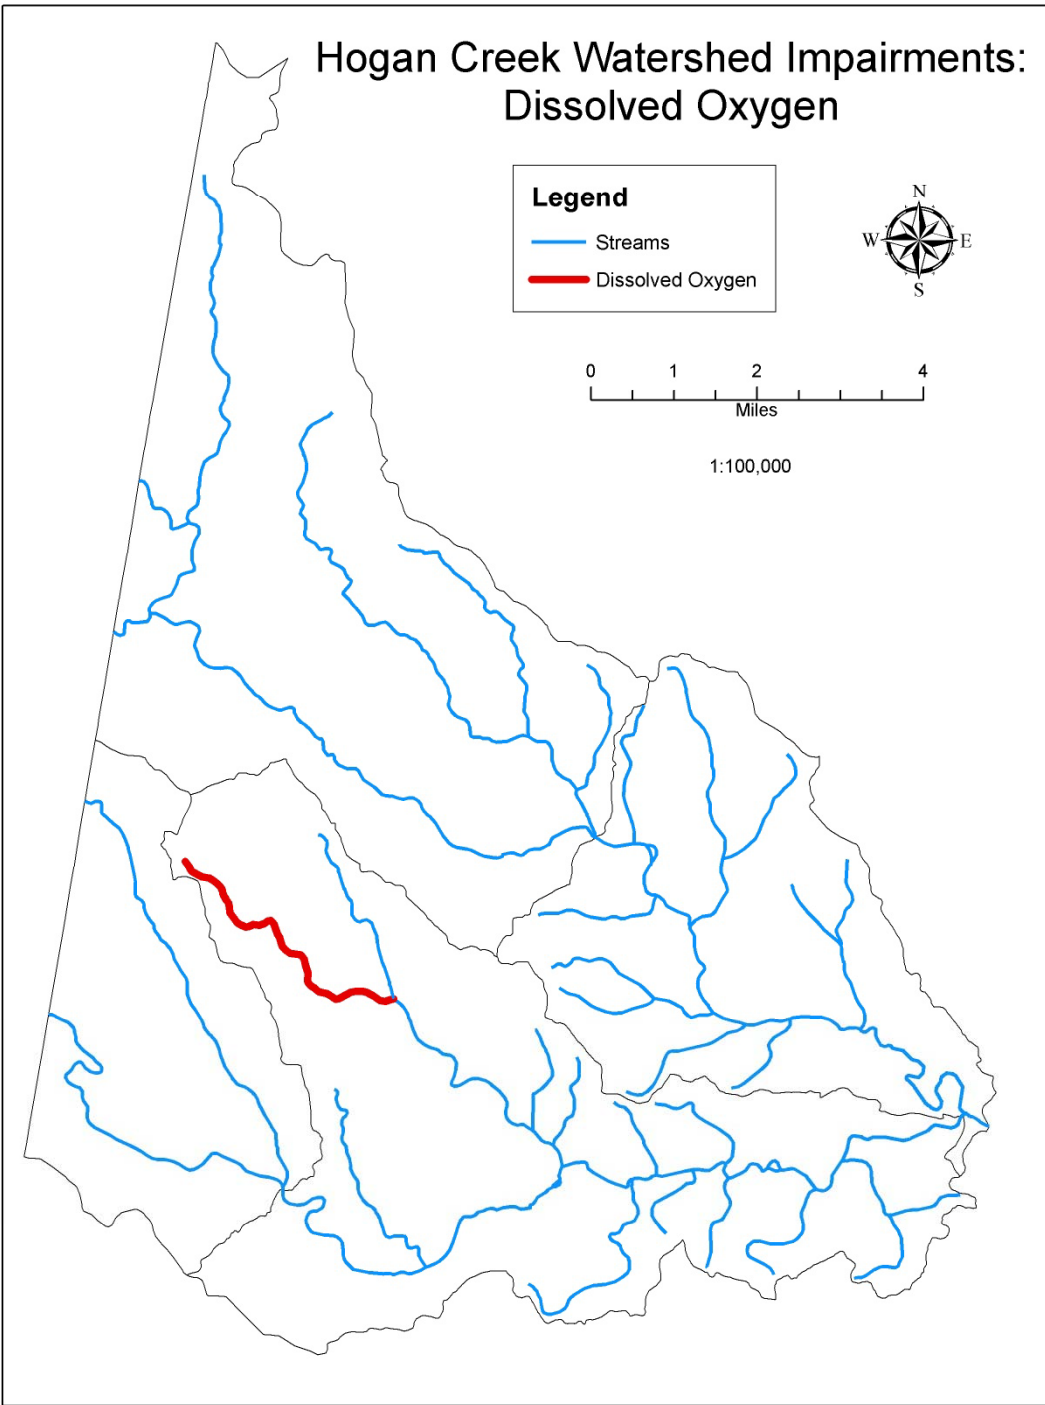 Hogan Creek Watershed Impairments:
Dissolved Oxygen
Legend
Streams
Dissolved Oxygen
N
W
E
S
0 1 2 4
Miles
1:100,000